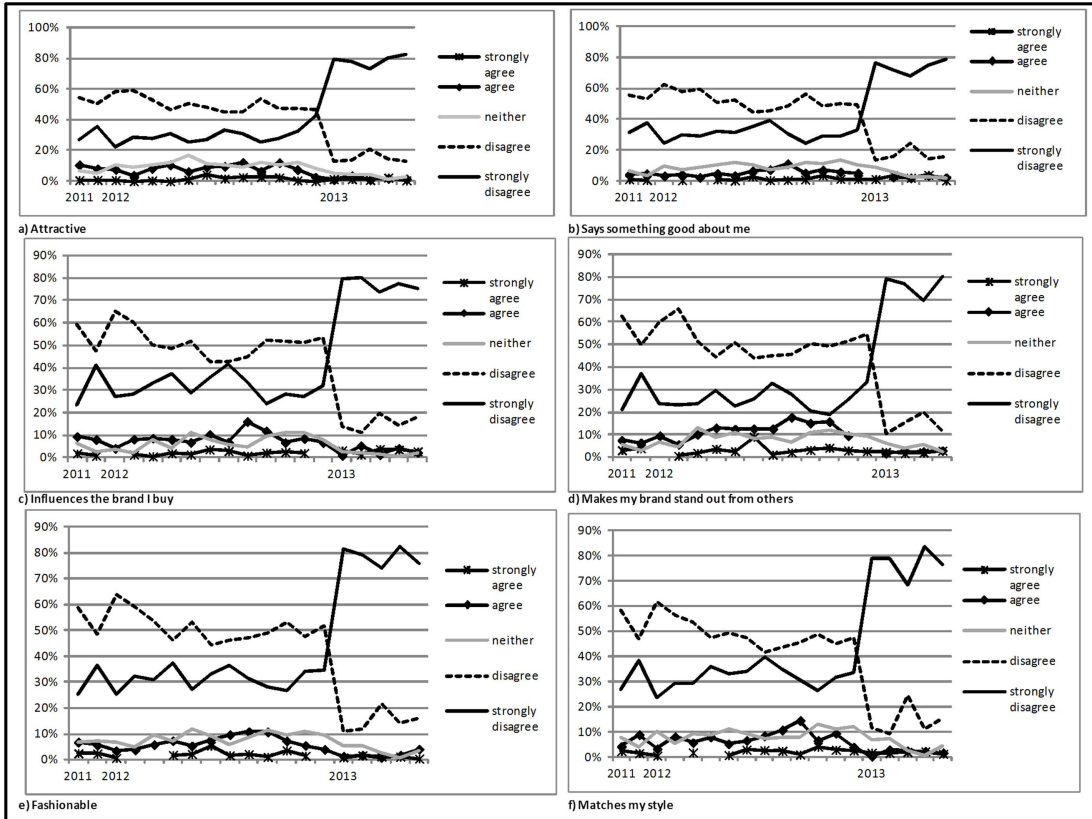 100%
80%
60%
40%
20%
0%
2011 2012 2013
strongly
agree
agree
neither
disagree
strongly
disagree
a) Attractive
100%
80%
60%
40%
20%
0%
2011 2012 2013
strongly
agree
agree
neither
disagree
strongly
disagree
b) Says something good about me
90%
80%
70%
60%
50%
40%
30%
20%
10%
0%
2011 2012 2013
strongly
agree
agree
neither
disagree
strongly
disagree
c) Influences the brand I buy
90%
80%
70%
60%
50%
40%
30%
20%
10%
0%
2011 2012 2013
strongly
agree
agree
neither
disagree
strongly
disagree
d) Makes my brand stand out from others
90%
80%
70%
60%
50%
40%
30%
20%
10%
0%
2011 2012 2013
strongly
agree
agree
neither
disagree
strongly
disagree
e) Fashionable
90%
80%
70%
60%
50%
40%
30%
20%
10%
0%
2011 2012 2013
strongly
agree
agree
neither
disagree
strongly
disagree
f) Matches my style